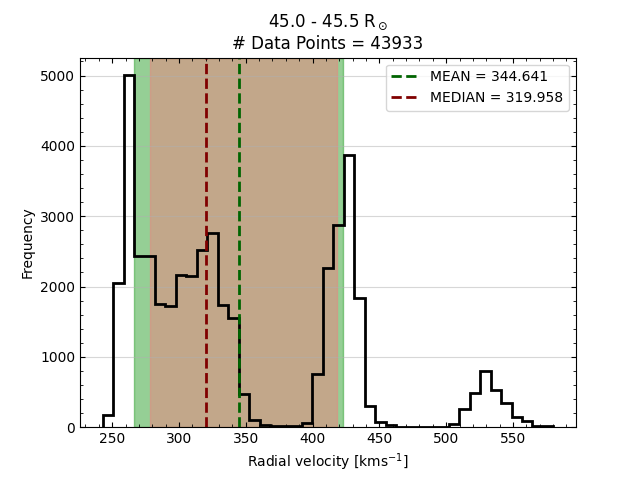 45.0 - 45.5 R⊙
# Data Points = 43933
MEAN = 344.641
MEDIAN = 319.958
5000
4000
3000
2000
1000
0
Frequency
250 300 350 400 450 500 550
Radial velocity [kms⁻¹]